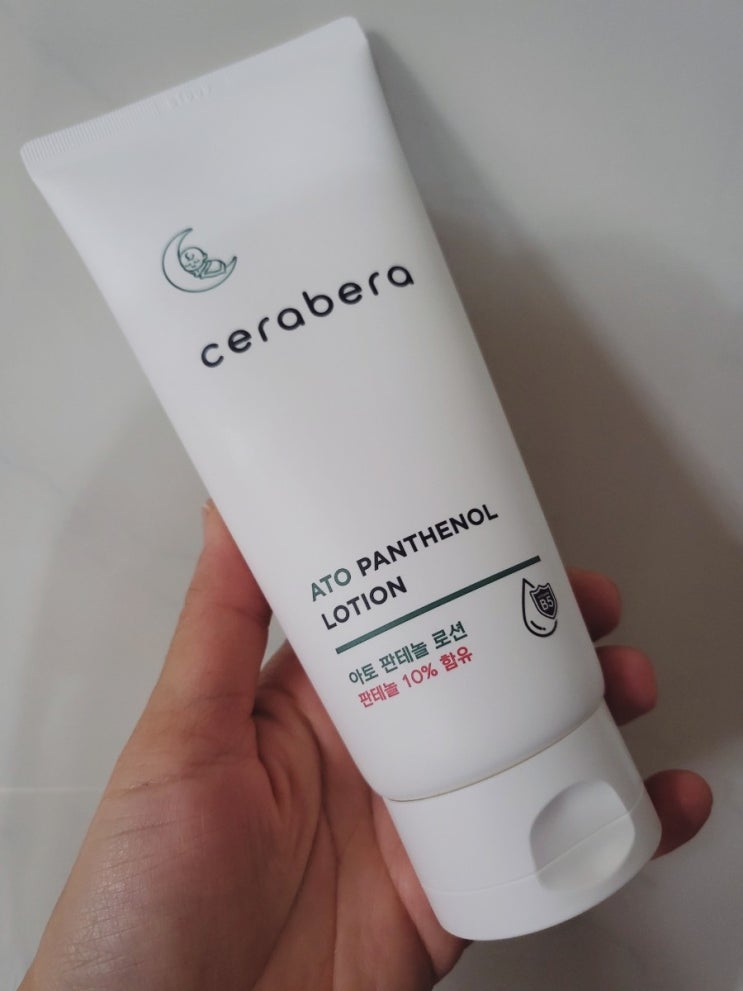 cerabera
ATO PANTHENOL
LOTION
B5
아토 판테놀 로션
판테놀 10% 함유